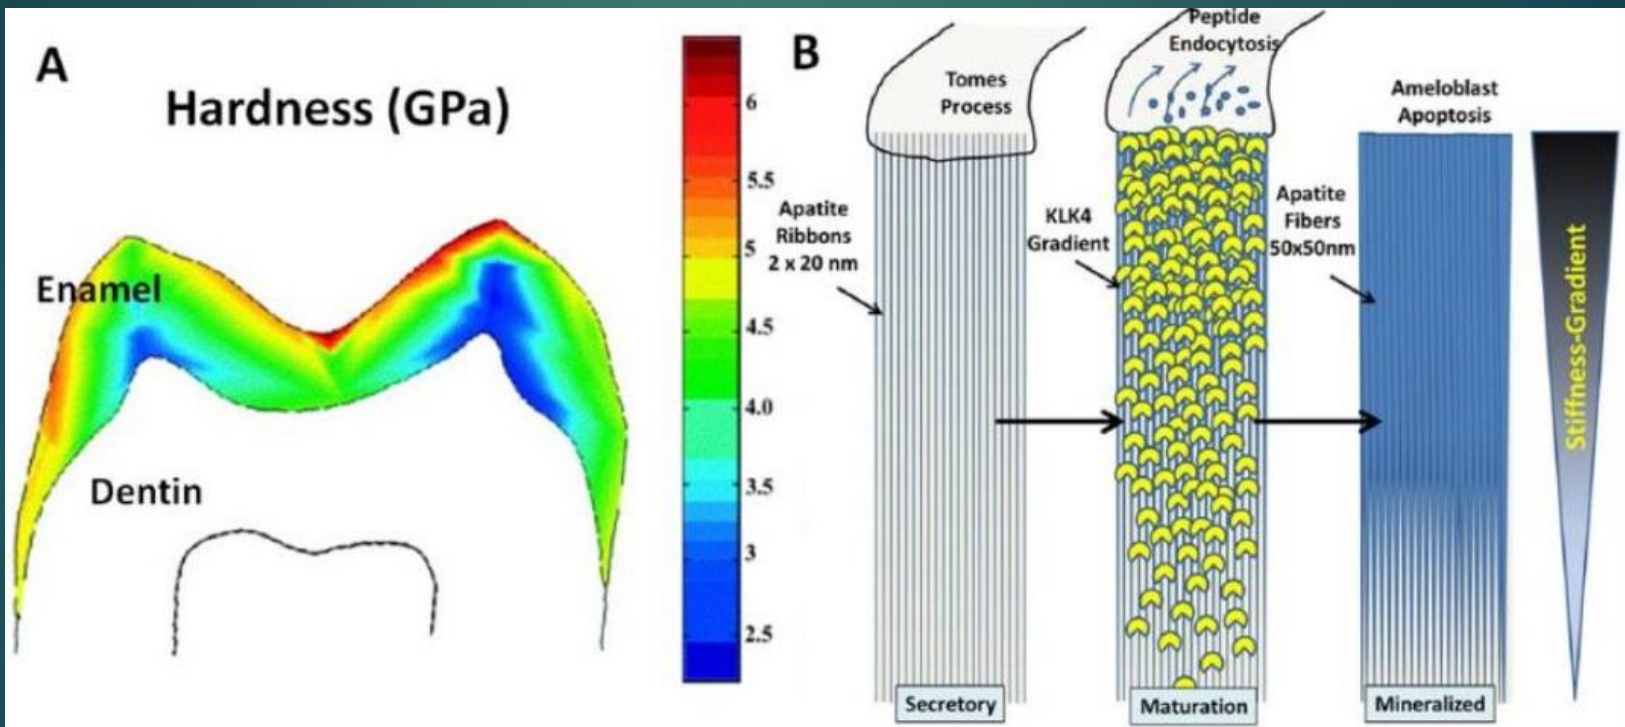 A
Hardness (GPa)
Enamel
Dentin
6
5.5
5
4.5
4.0
3.5
3
2.5
B
Tomes
Process
Apatite
Ribbons
2 x 20 nm
Secretory
Peptide
Endocytosis
KLK4
Gradient
Maturation
Ameloblast
Apoptosis
Apatite
Fibers
50x50nm
Mineralized
Stiffness-Gradient